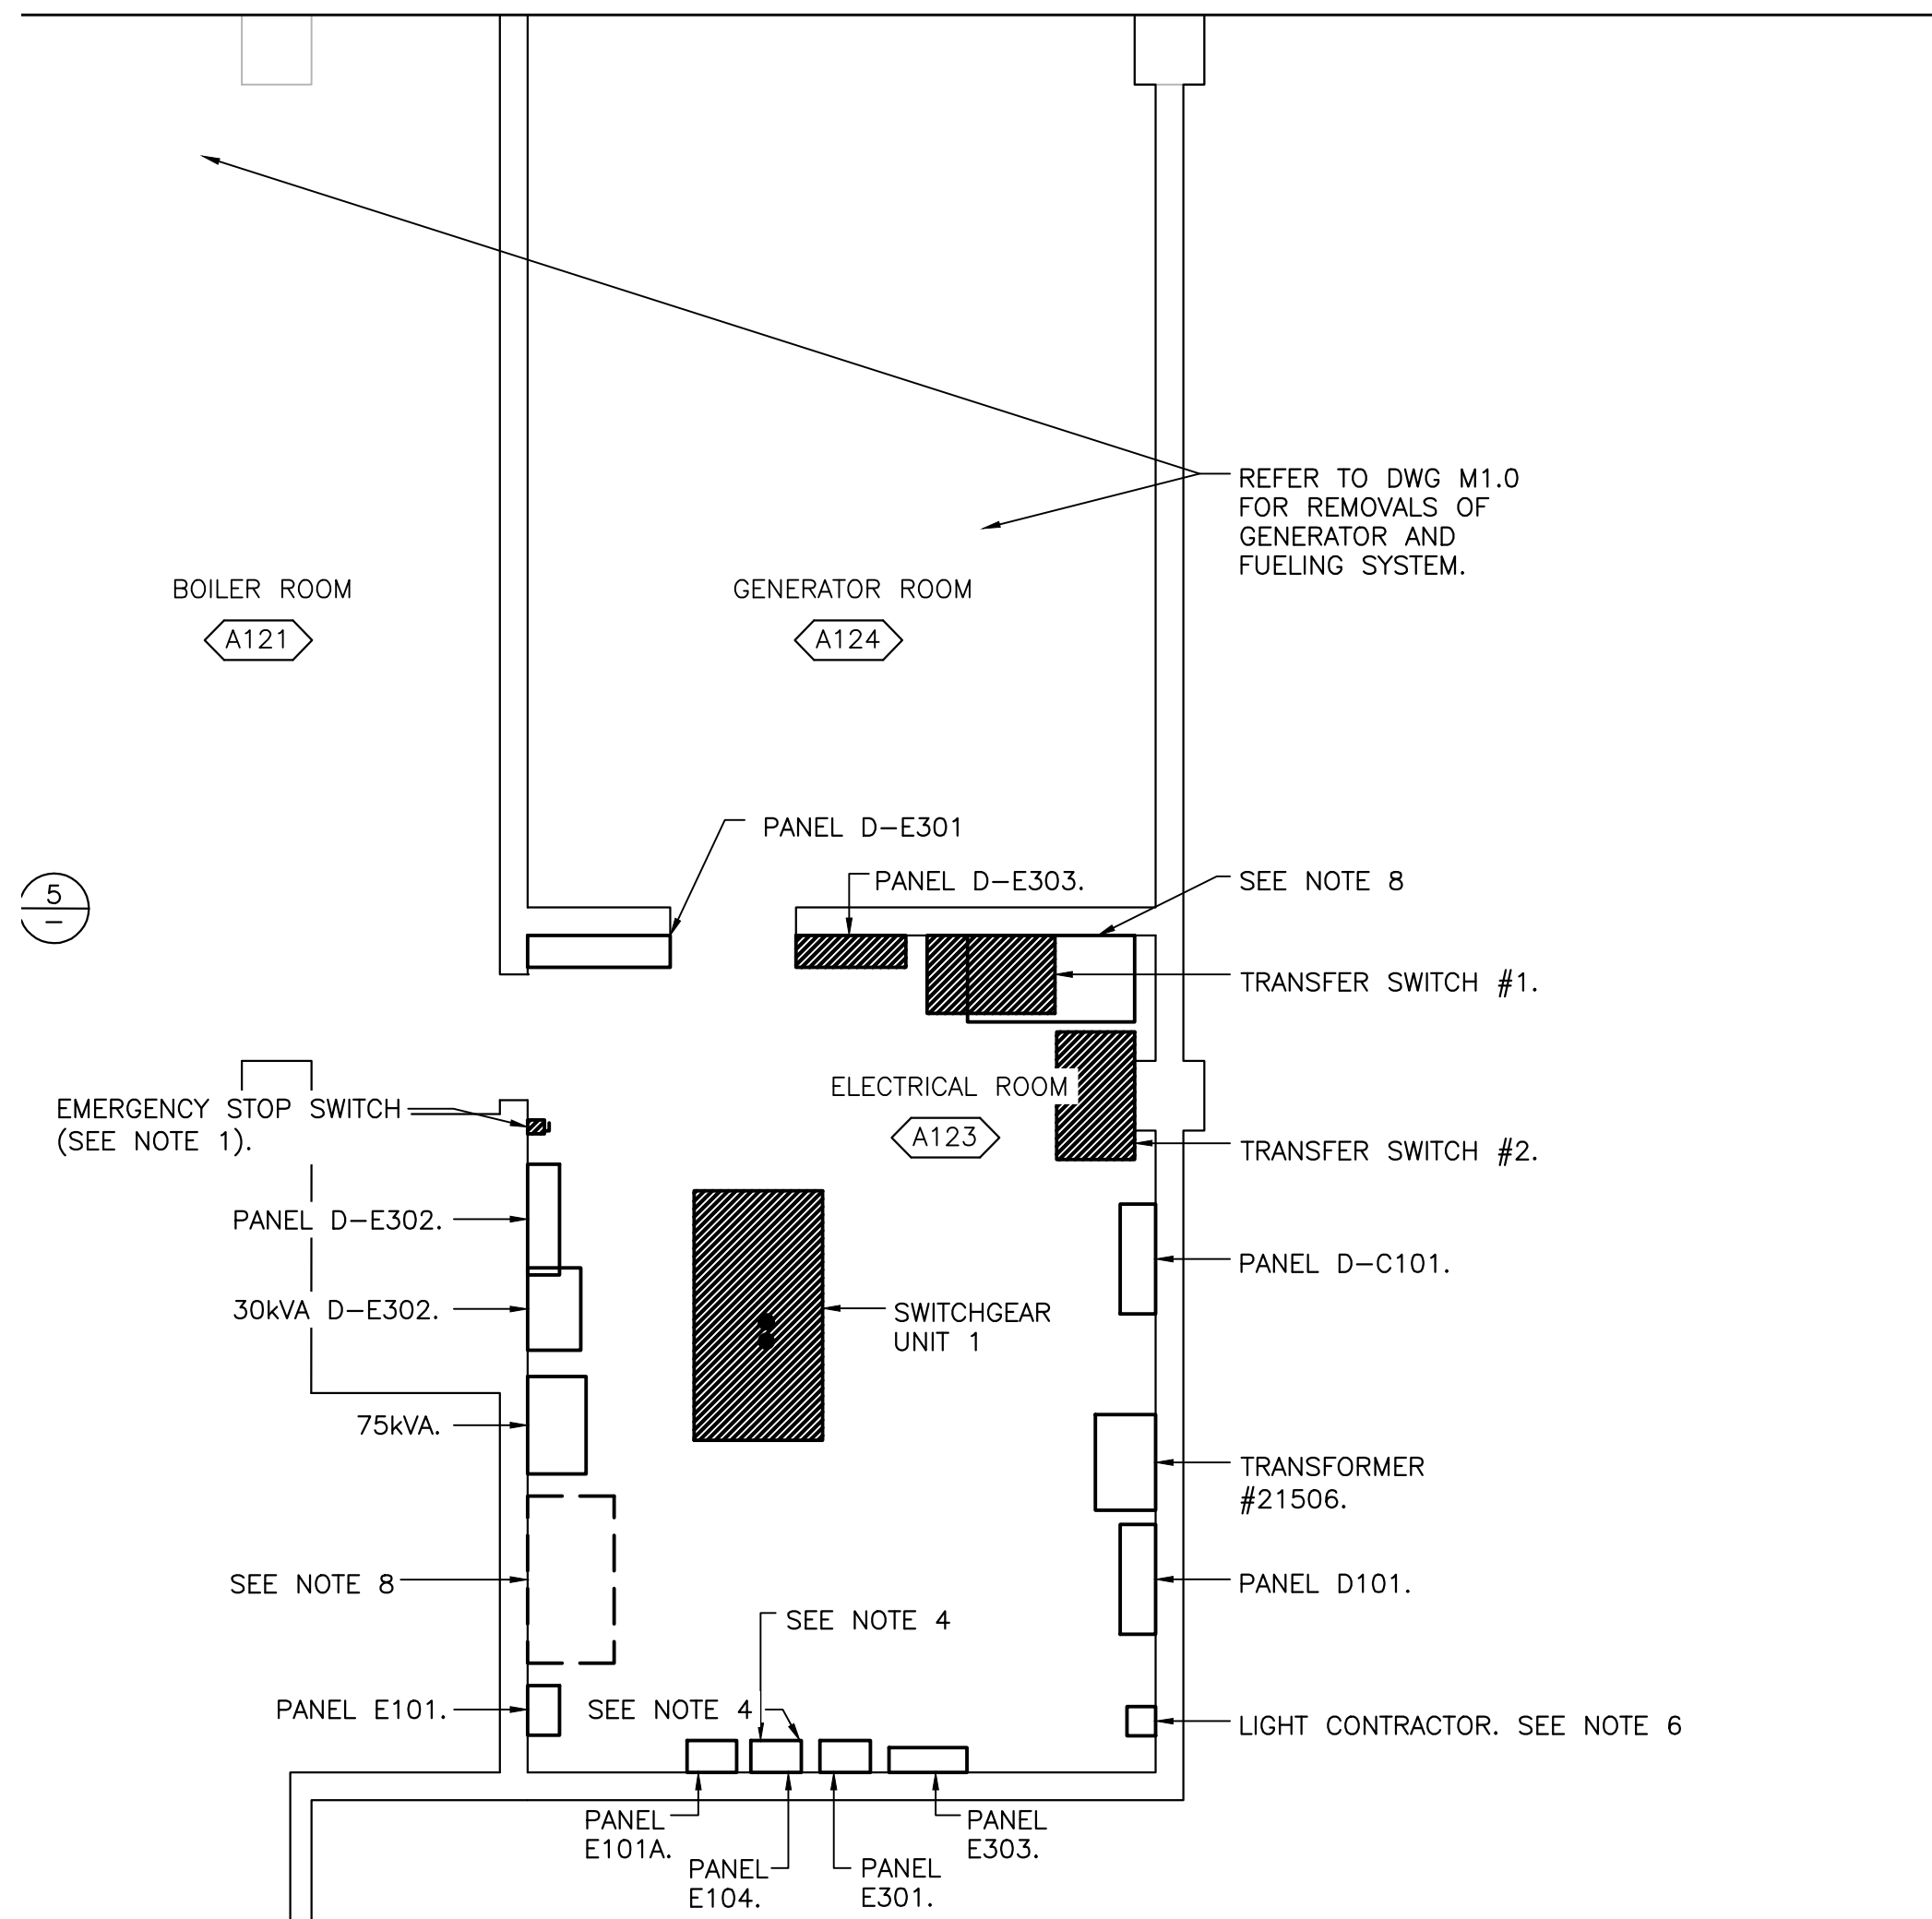 REFER TO DWG M1.0
FOR REMOVALS OF
GENERATOR AND
FUELING SYSTEM.
BOILER ROOM
A121
GENERATOR ROOM
A124
PANEL D-E301
PANEL D-E303.
SEE NOTE 8
5
-
TRANSFER SWITCH #1.
ELECTRICAL ROOM
A123
EMERGENCY STOP SWITCH
(SEE NOTE 1).
TRANSFER SWITCH #2.
PANEL D-E302.
PANEL D-C101.
30kVA D-E302.
SWITCHGEAR
UNIT 1
75kVA.
TRANSFORMER
#21506.
SEE NOTE 8
PANEL D101.
SEE NOTE 4
PANEL E101.
SEE NOTE 4
LIGHT CONTRACTOR. SEE NOTE 6
PANEL
E101A.
PANEL
E104.
PANEL
E301.
PANEL
E303.